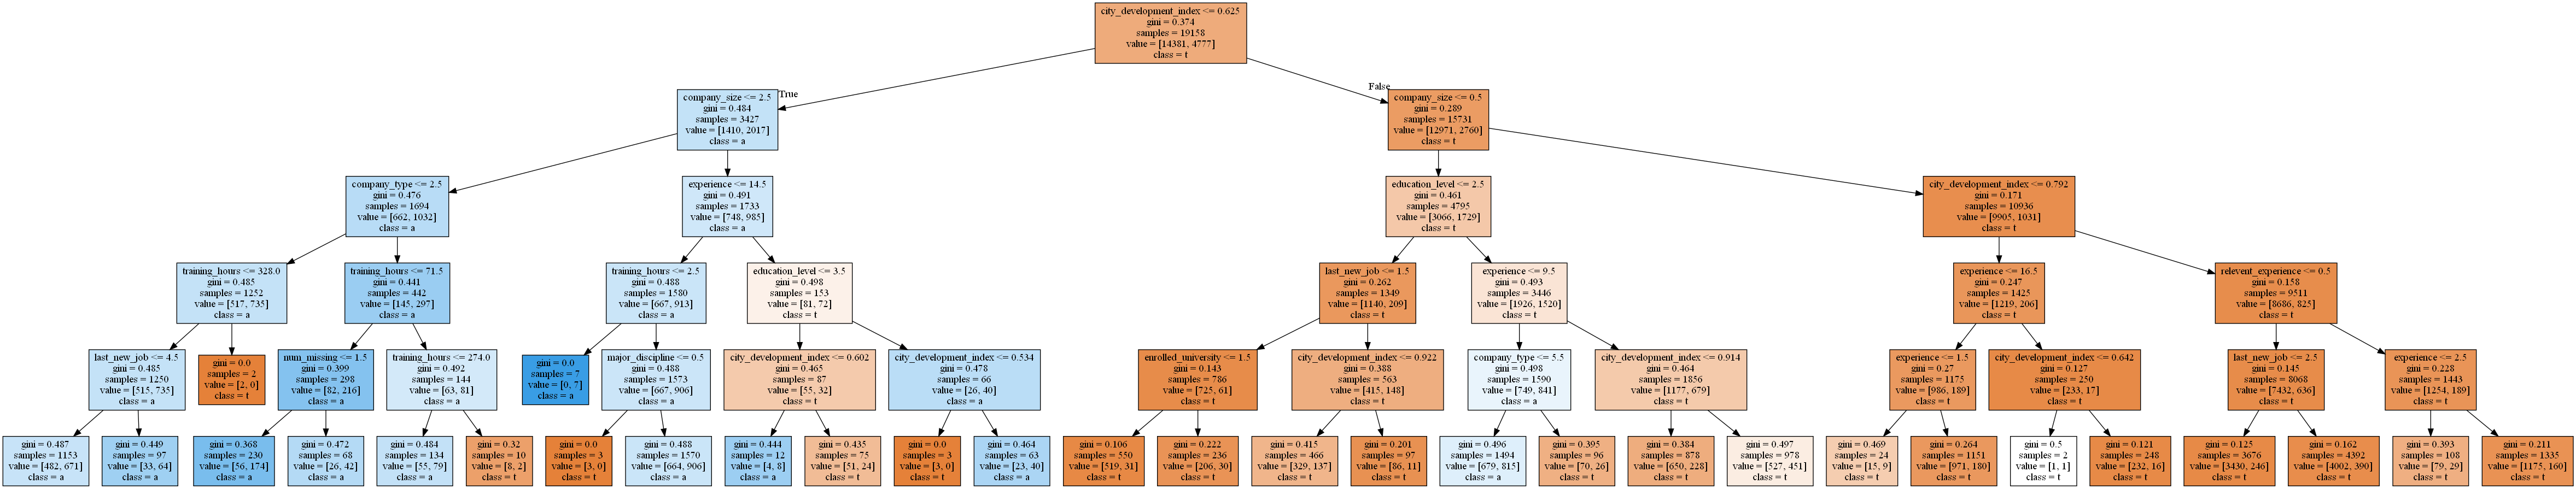 city_development_index <= 0.625
gini = 0.374
samples = 19158
value = [14381, 4777]
class = t
True
False
company_size <= 2.5
gini = 0.484
samples = 3427
value = [1410, 2017]
class = a
company_size <= 0.5
gini = 0.289
samples = 15731
value = [12971, 2760]
class = t
company_type <= 2.5
gini = 0.476
samples = 1694
value = [662, 1032]
class = a
experience <= 14.5
gini = 0.491
samples = 1733
value = [748, 985]
class = a
education_level <= 2.5
gini = 0.461
samples = 4795
value = [3066, 1729]
class = t
city_development_index <= 0.792
gini = 0.171
samples = 10936
value = [9905, 1031]
class = t
training_hours <= 328.0
gini = 0.485
samples = 1252
value = [517, 735]
class = a
training_hours <= 71.5
gini = 0.441
samples = 442
value = [145, 297]
class = a
training_hours <= 2.5
gini = 0.488
samples = 1580
value = [667, 913]
class = a
education_level <= 3.5
gini = 0.498
samples = 153
value = [81, 72]
class = t
last_new_job <= 1.5
gini = 0.262
samples = 1349
value = [1140, 209]
class = t
experience <= 9.5
gini = 0.493
samples = 3446
value = [1926, 1520]
class = t
experience <= 16.5
gini = 0.247
samples = 1425
value = [1219, 206]
class = t
relevent_experience <= 0.5
gini = 0.158
samples = 9511
value = [8686, 825]
class = t
last_new_job <= 4.5
gini = 0.485
samples = 1250
value = [515, 735]
class = a
gini = 0.0
samples = 2
value = [2, 0]
class = t
num_missing <= 1.5
gini = 0.399
samples = 298
value = [82, 216]
class = a
training_hours <= 274.0
gini = 0.492
samples = 144
value = [63, 81]
class = a
gini = 0.0
samples = 7
value = [0, 7]
class = a
major_discipline <= 0.5
gini = 0.488
samples = 1573
value = [667, 906]
class = a
city_development_index <= 0.602
gini = 0.465
samples = 87
value = [55, 32]
class = t
city_development_index <= 0.534
gini = 0.478
samples = 66
value = [26, 40]
class = a
enrolled_university <= 1.5
gini = 0.143
samples = 786
value = [725, 61]
class = t
city_development_index <= 0.922
gini = 0.388
samples = 563
value = [415, 148]
class = t
company_type <= 5.5
gini = 0.498
samples = 1590
value = [749, 841]
class = a
city_development_index <= 0.914
gini = 0.464
samples = 1856
value = [1177, 679]
class = t
experience <= 1.5
gini = 0.27
samples = 1175
value = [986, 189]
class = t
city_development_index <= 0.642
gini = 0.127
samples = 250
value = [233, 17]
class = t
last_new_job <= 2.5
gini = 0.145
samples = 8068
value = [7432, 636]
class = t
experience <= 2.5
gini = 0.228
samples = 1443
value = [1254, 189]
class = t
gini = 0.487
samples = 1153
value = [482, 671]
class = a
gini = 0.449
samples = 97
value = [33, 64]
class = a
gini = 0.368
samples = 230
value = [56, 174]
class = a
gini = 0.472
samples = 68
value = [26, 42]
class = a
gini = 0.484
samples = 134
value = [55, 79]
class = a
gini = 0.32
samples = 10
value = [8, 2]
class = t
gini = 0.0
samples = 3
value = [3, 0]
class = t
gini = 0.488
samples = 1570
value = [664, 906]
class = a
gini = 0.444
samples = 12
value = [4, 8]
class = a
gini = 0.435
samples = 75
value = [51, 24]
class = t
gini = 0.0
samples = 3
value = [3, 0]
class = t
gini = 0.464
samples = 63
value = [23, 40]
class = a
gini = 0.106
samples = 550
value = [519, 31]
class = t
gini = 0.222
samples = 236
value = [206, 30]
class = t
gini = 0.415
samples = 466
value = [329, 137]
class = t
gini = 0.201
samples = 97
value = [86, 11]
class = t
gini = 0.496
samples = 1494
value = [679, 815]
class = a
gini = 0.395
samples = 96
value = [70, 26]
class = t
gini = 0.384
samples = 878
value = [650, 228]
class = t
gini = 0.497
samples = 978
value = [527, 451]
class = t
gini = 0.469
samples = 24
value = [15, 9]
class = t
gini = 0.264
samples = 1151
value = [971, 180]
class = t
gini = 0.5
samples = 2
value = [1, 1]
class = t
gini = 0.121
samples = 248
value = [232, 16]
class = t
gini = 0.125
samples = 3676
value = [3430, 246]
class = t
gini = 0.162
samples = 4392
value = [4002, 390]
class = t
gini = 0.393
samples = 108
value = [79, 29]
class = t
gini = 0.211
samples = 1335
value = [1175, 160]
class = t